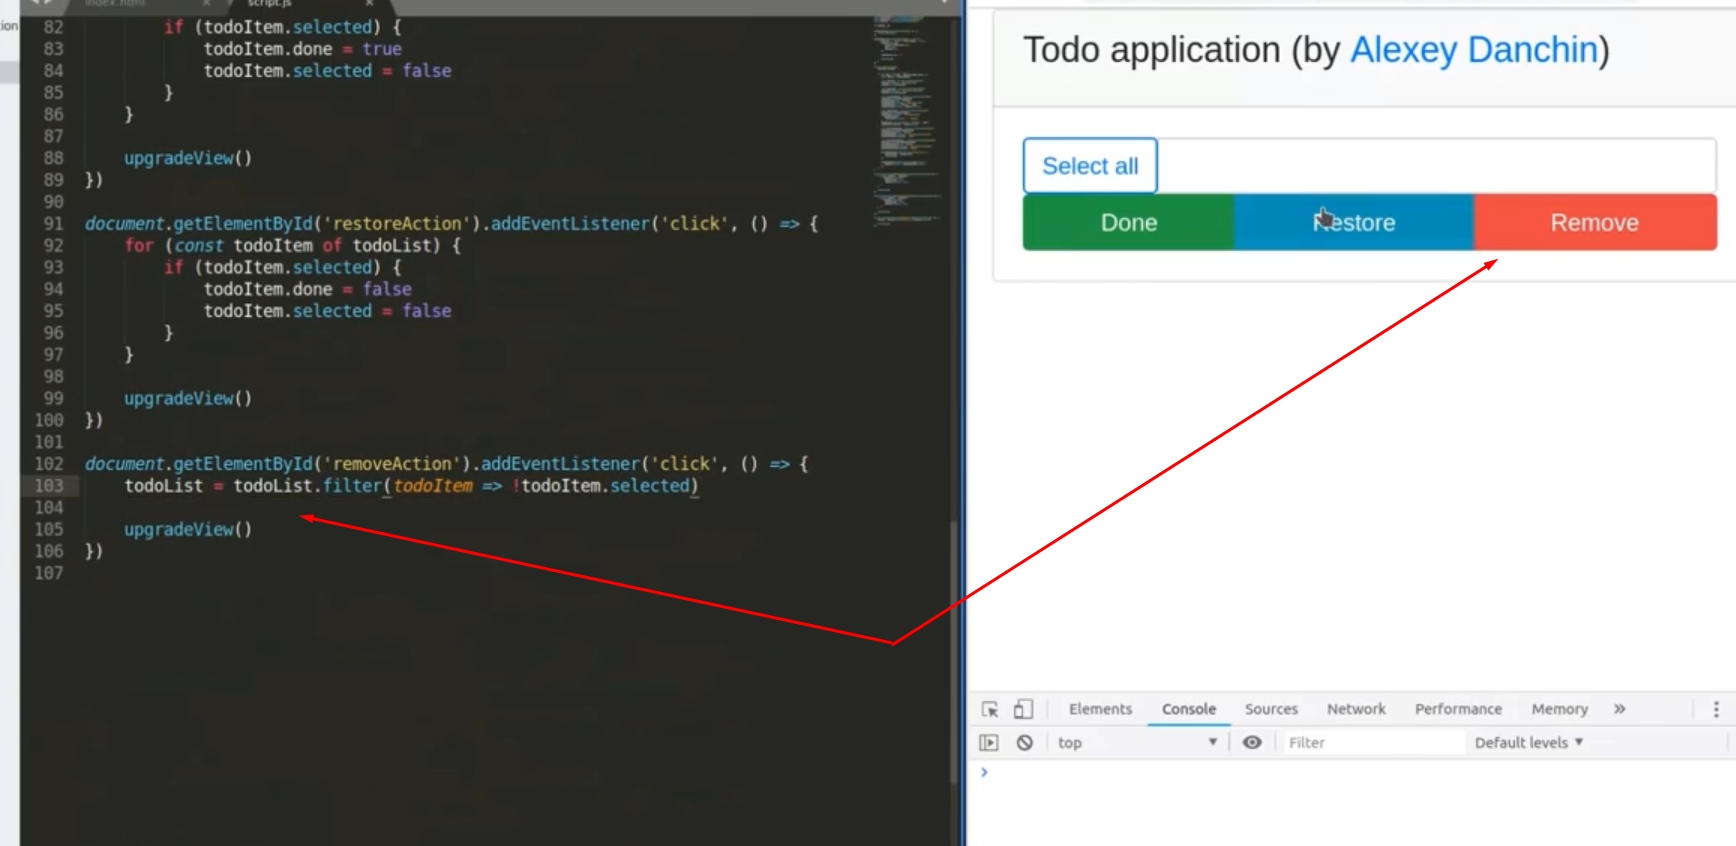 index.html
script.js
tion
82 if (todoItem.selected) {
83 todoItem.done = true
84 todoItem.selected = false
85 }
86 }
87
88 upgradeView()
89 })
90
91 document.getElementById('restoreAction').addEventListener('click', () => {
92 for (const todoItem of todoList) {
93 if (todoItem.selected) {
94 todoItem.done = false
95 todoItem.selected = false
96 }
97 }
98
99 upgradeView()
100 })
101
102 document.getElementById('removeAction').addEventListener('click', () => {
103 todoList = todoList.filter(todoItem => !todoItem.selected)
104
105 upgradeView()
106 })
107
Todo application (by Alexey Danchin)
Select all
Done Restore Remove
Elements Console Sources Network Performance Memory »
top Filter Default levels